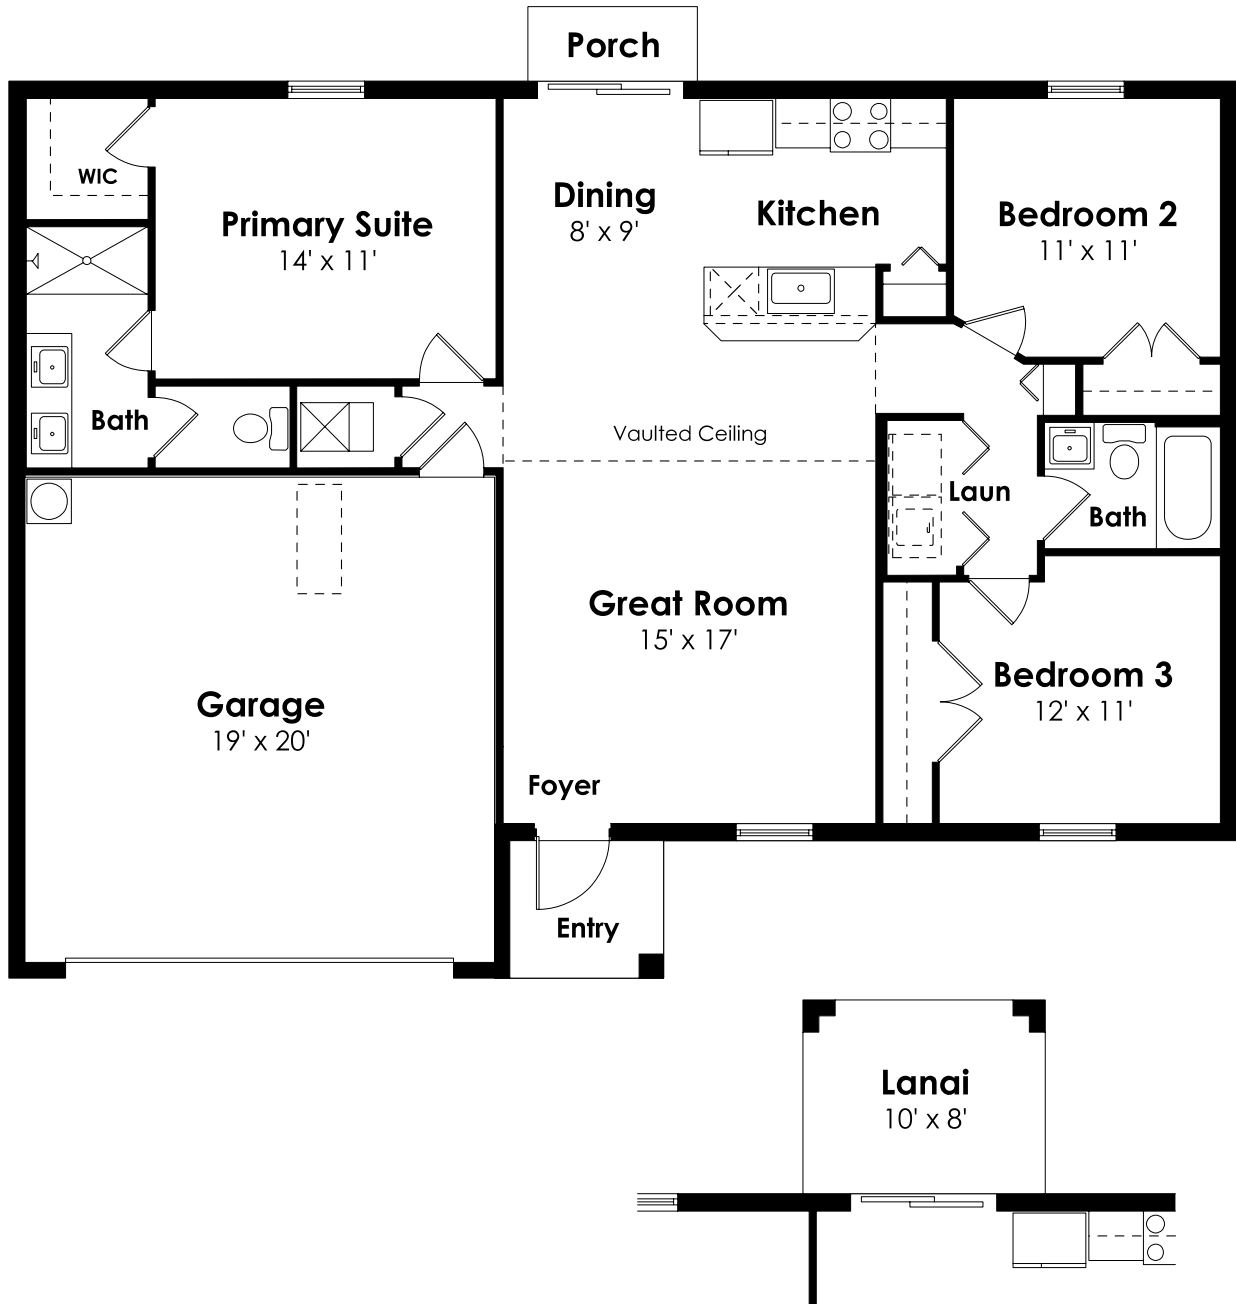 Porch
WIC
Primary Suite
14' x 11'
Dining
8' x 9'
Kitchen
Bedroom 2
11' x 11'
Bath
Vaulted Ceiling
Laun
Bath
Great Room
15' x 17'
Garage
19' x 20'
Bedroom 3
12' x 11'
Foyer
Entry
Lanai
10' x 8'